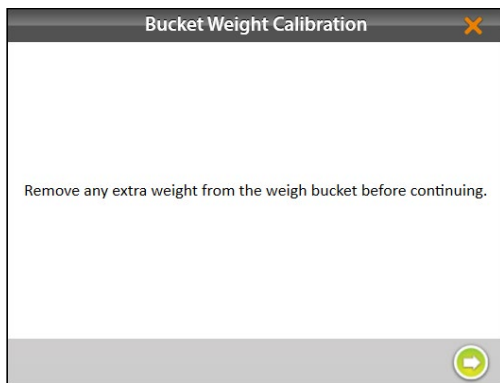 Bucket Weight Calibration
Remove any extra weight from the weigh bucket before continuing.